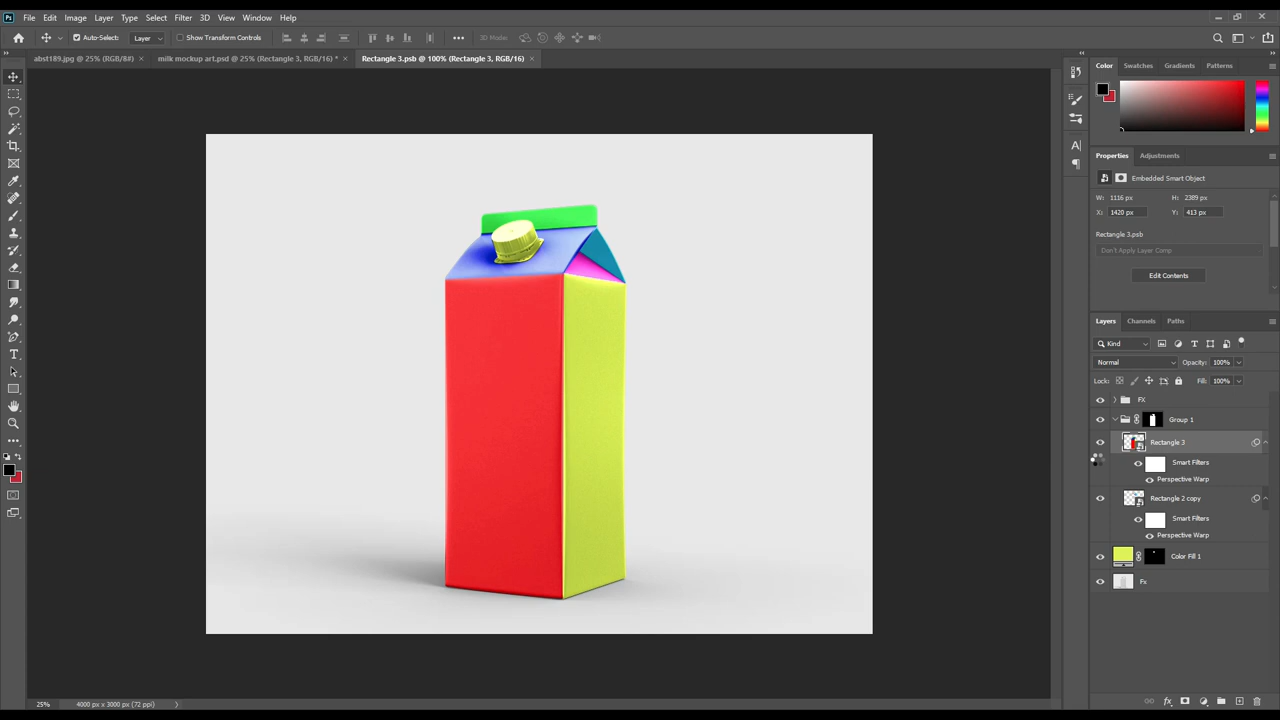 Ps File Edit Image Layer Type Select Filter 3D View Window Help
Auto-Select: Layer Show Transform Controls 3D Mode:
abst189.jpg @ 25% (RGB/8#) × milk mockup art.psd @ 25% (Rectangle 3, RGB/16) * × Rectangle 3.psb @ 100% (Rectangle 3, RGB/16) ×
Color Swatches Gradients Patterns
Properties Adjustments
Embedded Smart Object
W: 1116 px H: 2389 px
X: 1420 px Y: 413 px
Rectangle 3.psb
Don't Apply Layer Comp
Edit Contents
Layers Channels Paths
Kind
Normal Opacity: 100%
Lock: Fill: 100%
FX
Group 1
Rectangle 3
Smart Filters
Perspective Warp
Rectangle 2 copy
Smart Filters
Perspective Warp
Color Fill 1
Fx
25% 4000 px x 3000 px (72 ppi)